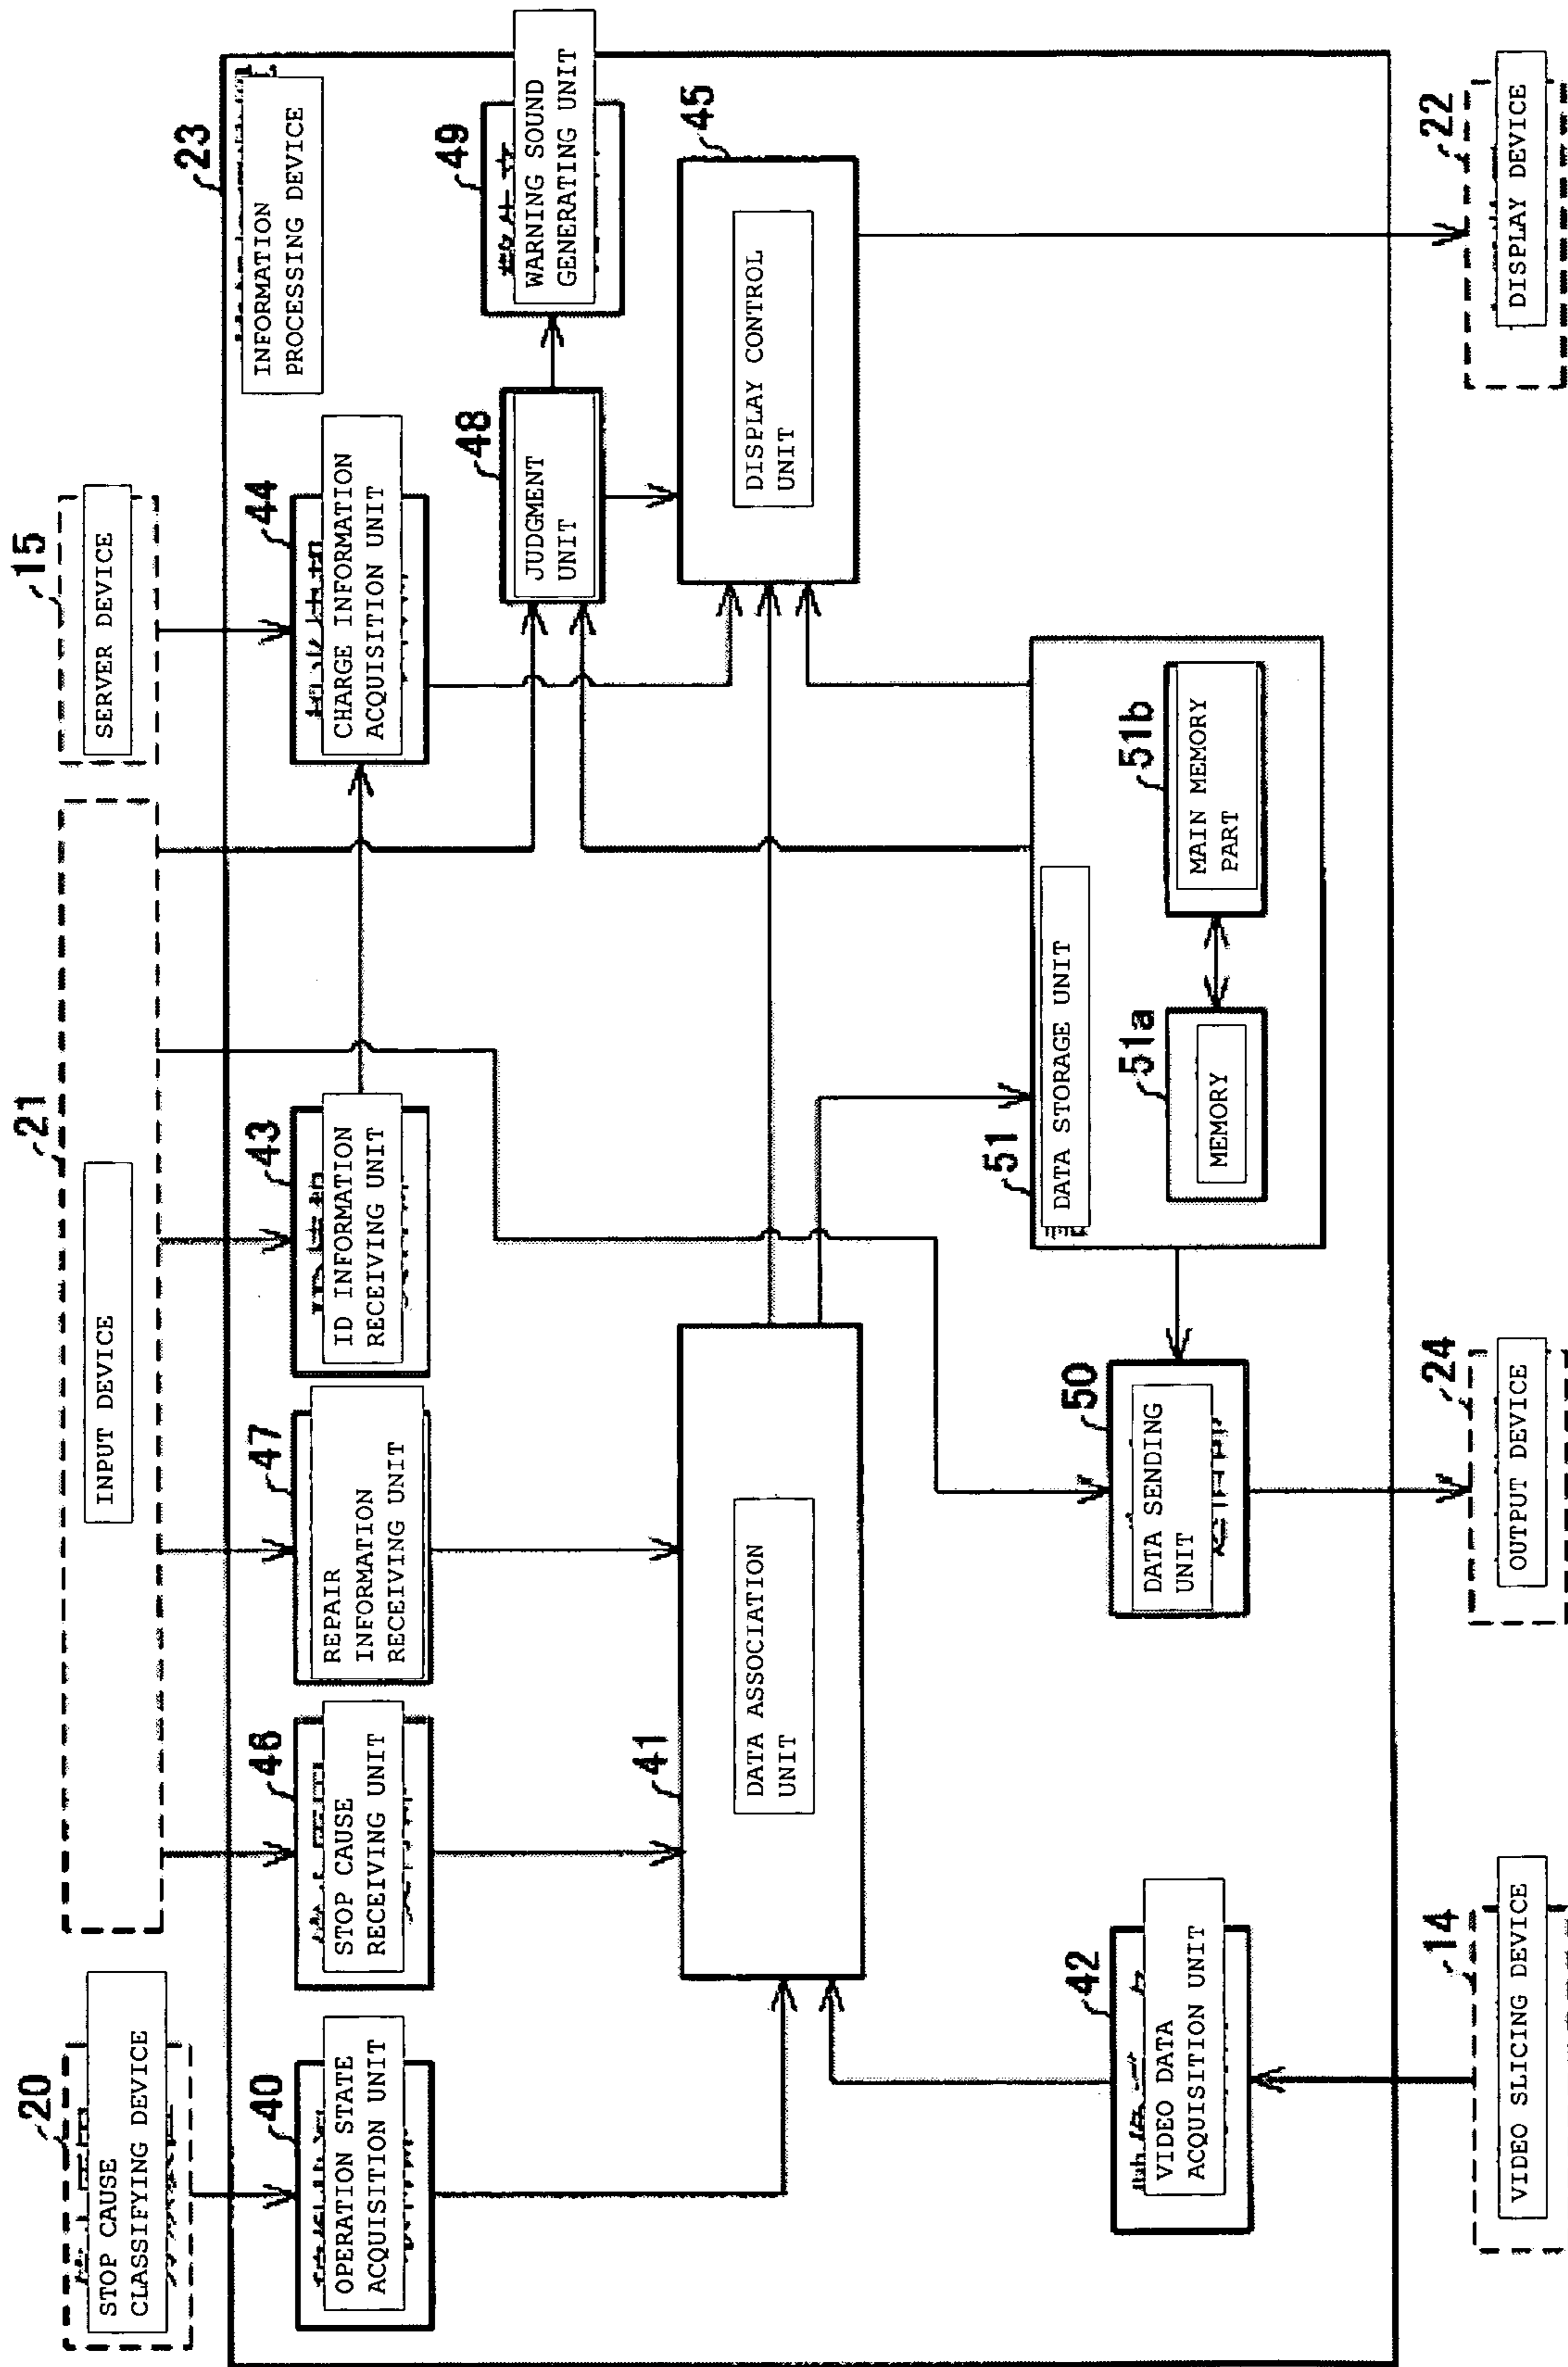 20
STOP CAUSE
CLASSIFYING DEVICE
21
INPUT DEVICE
15
SERVER DEVICE
23
INFORMATION
PROCESSING DEVICE
40
OPERATION STATE
ACQUISITION UNIT
46
STOP CAUSE
RECEIVING UNIT
47
REPAIR
INFORMATION
RECEIVING UNIT
43
ID INFORMATION
RECEIVING UNIT
44
CHARGE INFORMATION
ACQUISITION UNIT
48
JUDGMENT
UNIT
49
WARNING SOUND
GENERATING UNIT
41
DATA ASSOCIATION
UNIT
45
DISPLAY CONTROL
UNIT
42
VIDEO DATA
ACQUISITION UNIT
50
DATA SENDING
UNIT
51
DATA STORAGE UNIT
51a
MEMORY
51b
MAIN MEMORY
PART
14
VIDEO SLICING DEVICE
24
OUTPUT DEVICE
22
DISPLAY DEVICE